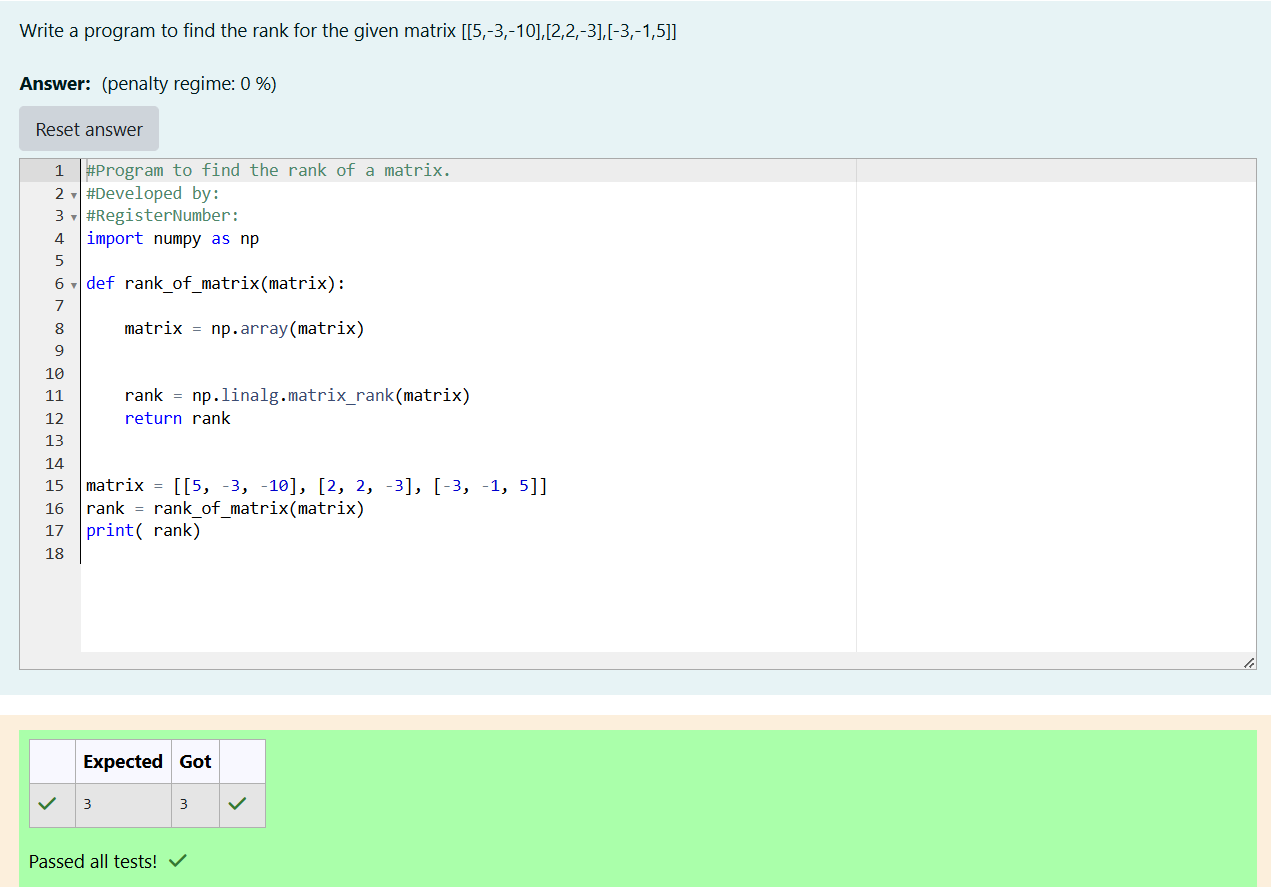 Write a program to find the rank for the given matrix [[5,-3,-10],[2,2,-3],[-3,-1,5]]
Answer: (penalty regime: 0 %)
Reset answer
1 #Program to find the rank of a matrix.
2 #Developed by:
3 #RegisterNumber:
4 import numpy as np
5
6 def rank_of_matrix(matrix):
7
8     matrix = np.array(matrix)
9
10
11     rank = np.linalg.matrix_rank(matrix)
12     return rank
13
14
15 matrix = [[5, -3, -10], [2, 2, -3], [-3, -1, 5]]
16 rank = rank_of_matrix(matrix)
17 print( rank)
18
Expected Got
3 3
Passed all tests!